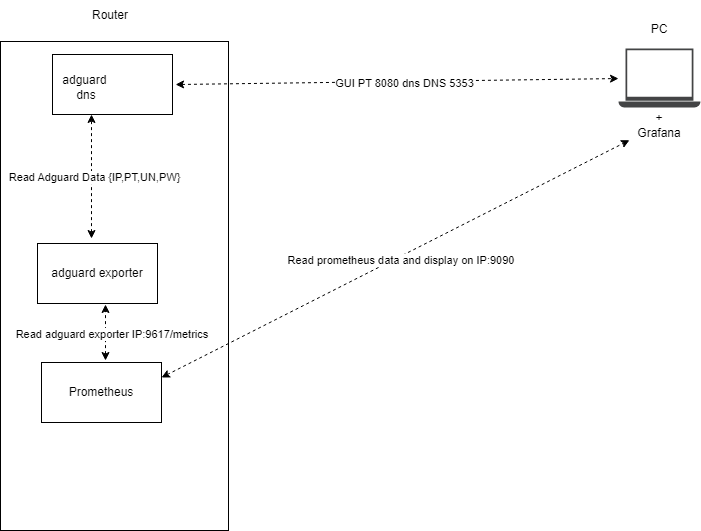 Router
PC
adguard
dns
GUI PT 8080 dns DNS 5353
+
Grafana
Read Adguard Data {IP,PT,UN,PW}
Read prometheus data and display on IP:9090
adguard exporter
Read adguard exporter IP:9617/metrics
Prometheus